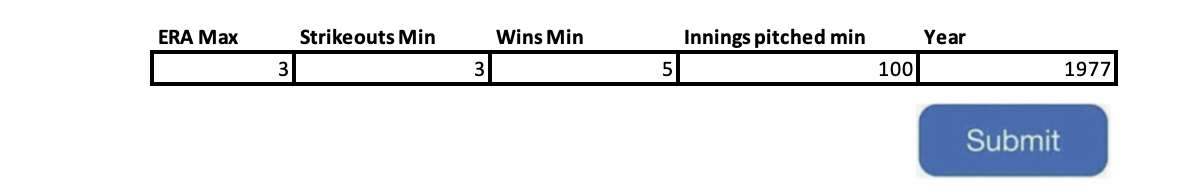 ERA Max Strikeouts Min Wins Min Innings pitched min Year
3 3 5 100 1977
Submit